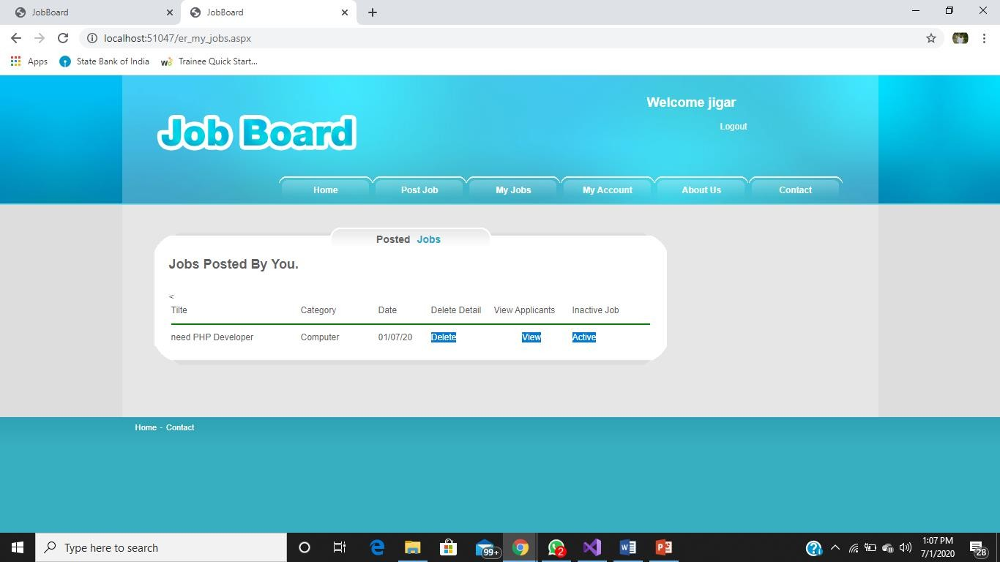 JobBoard
JobBoard
localhost:51047/er_my_jobs.aspx
Apps State Bank of India Trainee Quick Start...
Welcome jigar
Logout
Job Board
Home Post Job My Jobs My Account About Us Contact
Posted Jobs
Jobs Posted By You.
<
Tilte Category Date Delete Detail View Applicants Inactive Job
need PHP Developer Computer 01/07/20 Delete View Active
Home - Contact
Type here to search
99+
2
1:07 PM
7/1/2020
28